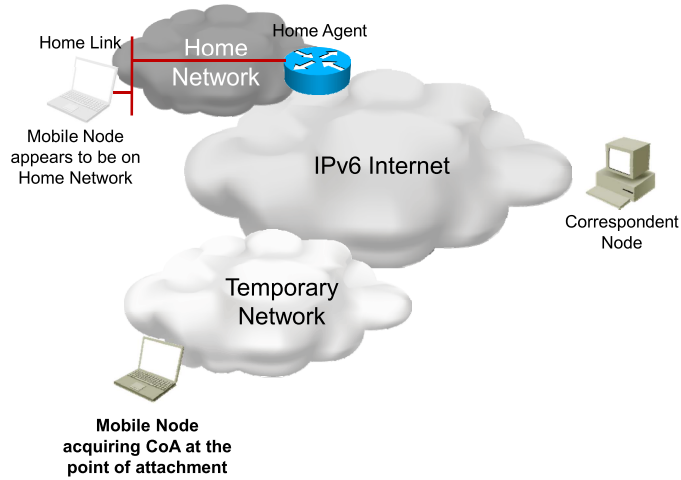 Home Agent
Home Link
Home
Network
Mobile Node
appears to be on
Home Network
IPv6 Internet
Correspondent
Node
Temporary
Network
Mobile Node
acquiring CoA at the
point of attachment